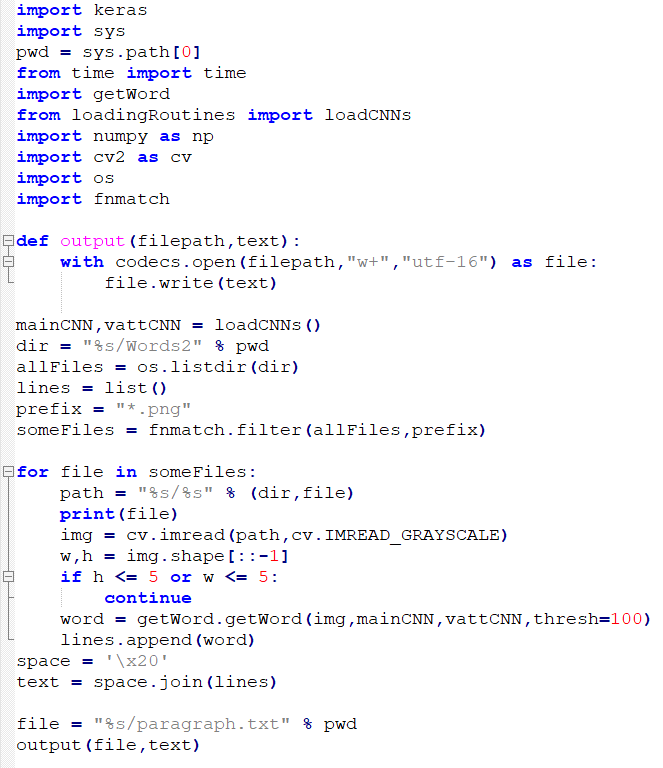 import keras
import sys
pwd = sys.path[0]
from time import time
import getWord
from loadingRoutines import loadCNNs
import numpy as np
import cv2 as cv
import os
import fnmatch

def output(filepath,text):
    with codecs.open(filepath,"w+","utf-16") as file:
        file.write(text)

mainCNN,vattCNN = loadCNNs()
dir = "%s/Words2" % pwd
allFiles = os.listdir(dir)
lines = list()
prefix = "*.png"
someFiles = fnmatch.filter(allFiles,prefix)

for file in someFiles:
    path = "%s/%s" % (dir,file)
    print(file)
    img = cv.imread(path,cv.IMREAD_GRAYSCALE)
    w,h = img.shape[::-1]
    if h <= 5 or w <= 5:
        continue
    word = getWord.getWord(img,mainCNN,vattCNN,thresh=100)
    lines.append(word)
space = '\x20'
text = space.join(lines)

file = "%s/paragraph.txt" % pwd
output(file,text)